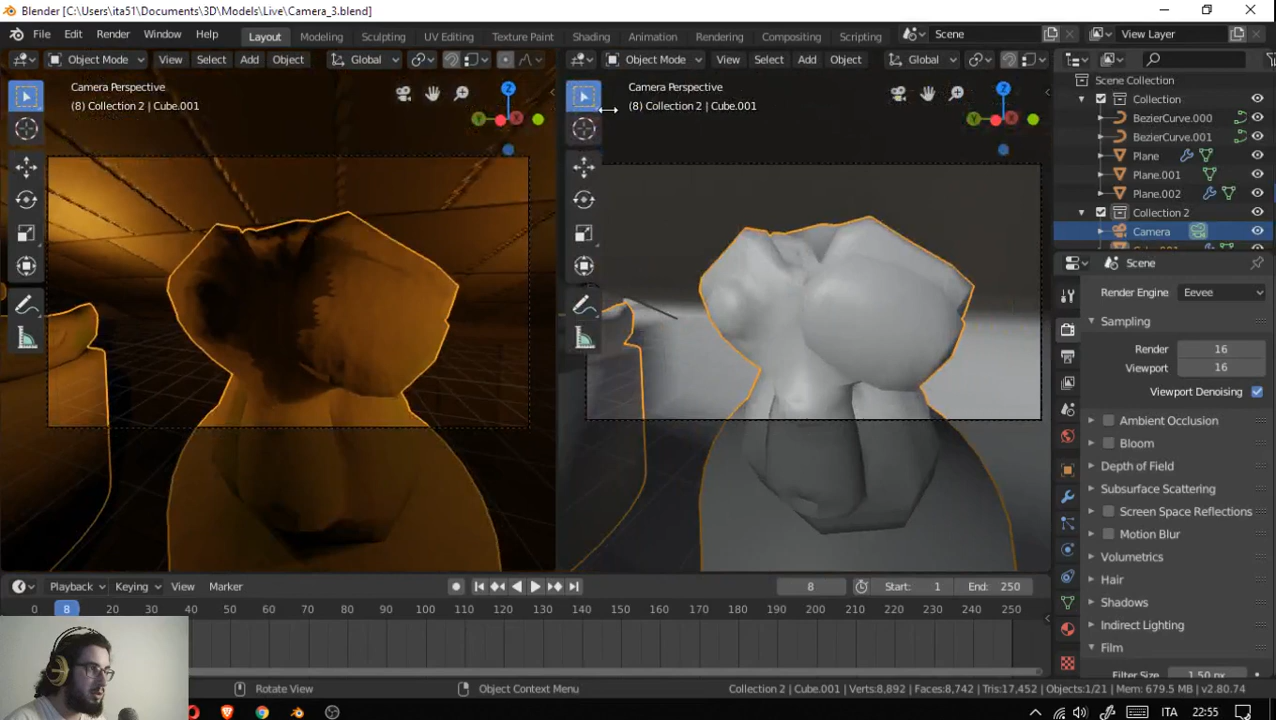 Blender [C:\Users\ita51\Documents\3D\Models\Live\Camera_3.blend]
File Edit Render Window Help Layout Modeling Sculpting UV Editing Texture Paint Shading Animation Rendering Compositing Scripting Scene View Layer
Object Mode View Select Add Object Global Object Mode View Select Add Object Global
Scene Collection
Camera Perspective
(8) Collection 2 | Cube.001
Z
Y
X
Camera Perspective
(8) Collection 2 | Cube.001
Z
Y
X
Collection
BezierCurve.000
BezierCurve.001
Plane
Plane.001
Plane.002
Collection 2
Camera
Scene
Render Engine Eevee
Sampling
Render 16
Viewport 16
Viewport Denoising
Ambient Occlusion
Bloom
Depth of Field
Subsurface Scattering
Screen Space Reflections
Motion Blur
Volumetrics
Hair
Shadows
Indirect Lighting
Film
Filter Size 1.50 px
Playback Keying View Marker 8 Start: 1 End: 250
0 8 20 30 40 50 60 70 80 90 100 110 120 130 140 150 160 170 180 190 200 210 220 230 240 250
Rotate View Object Context Menu Collection 2 | Cube.001 | Verts:8,892 | Faces:8,742 | Tris:17,452 | Objects:1/21 | Mem: 679.5 MB | v2.80.74
ITA 22:55